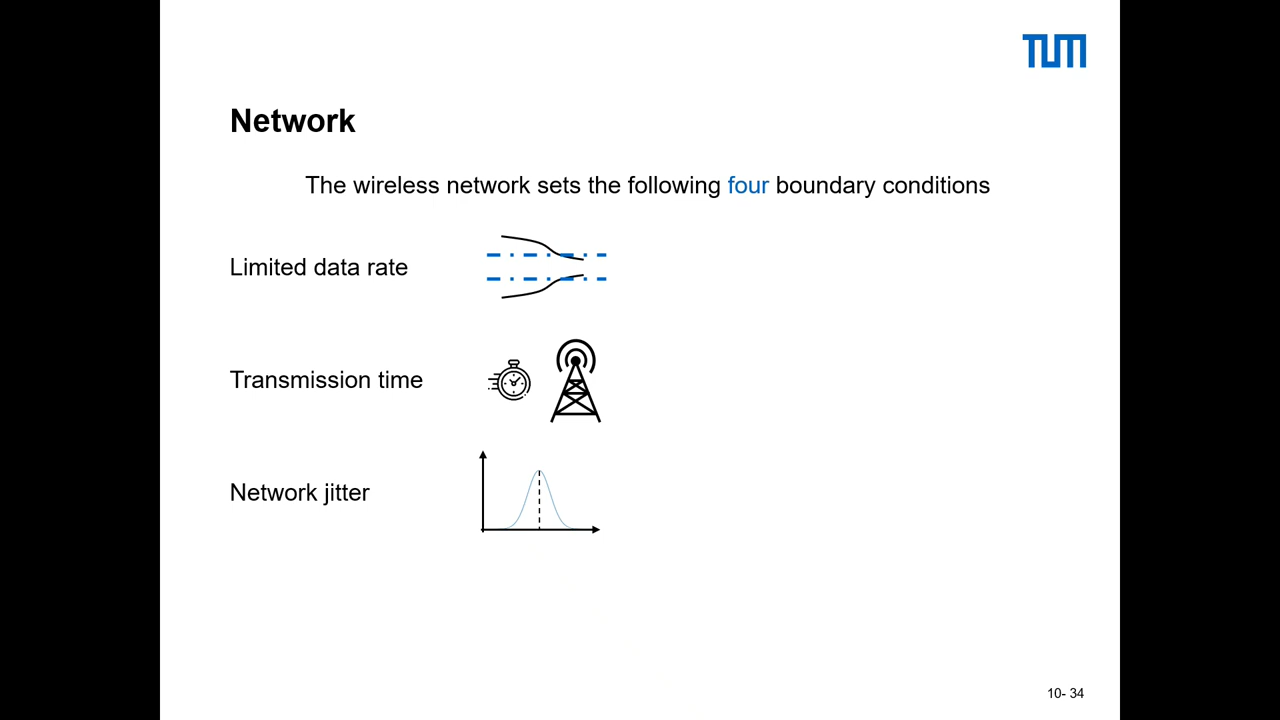 TUM
Network
The wireless network sets the following four boundary conditions
Limited data rate
Transmission time
Network jitter
10- 34